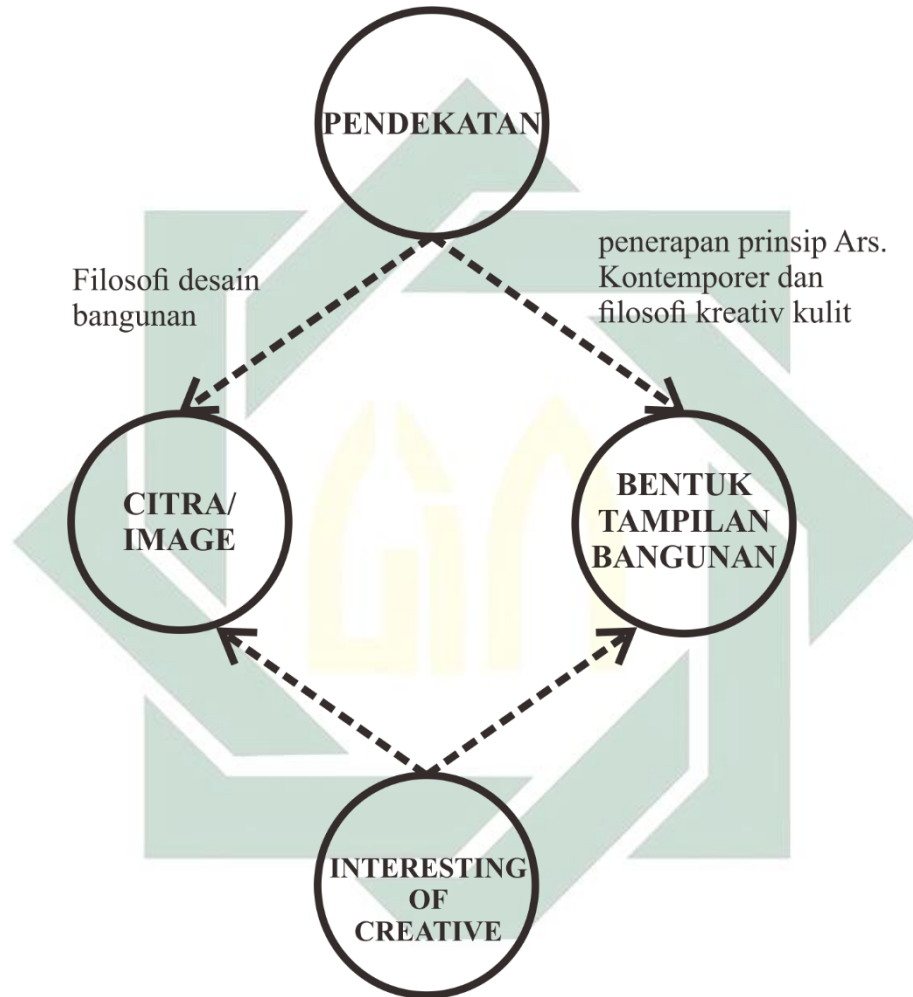 PENDEKATAN
Filosofi desain
bangunan
penerapan prinsip Ars.
Kontemporer dan
filosofi kreativ kulit
CITRA/
IMAGE
BENTUK
TAMPILAN
BANGUNAN
INTERESTING
OF
CREATIVE